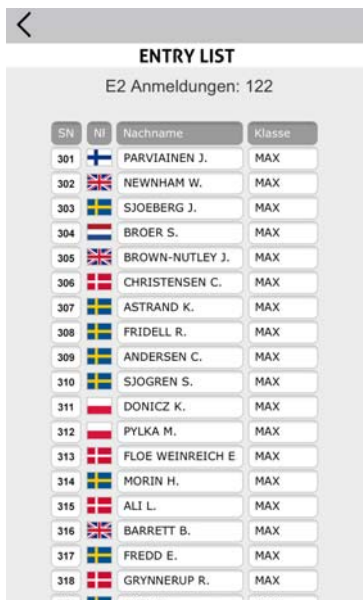 ENTRY LIST
E2 Anmeldungen: 122
SN NI Nachname Klasse
301 PARVIAINEN J. MAX
302 NEWNHAM W. MAX
303 SJOEBERG J. MAX
304 BROER S. MAX
305 BROWN-NUTLEY J. MAX
306 CHRISTENSEN C. MAX
307 ASTRAND K. MAX
308 FRIDELL R. MAX
309 ANDERSEN C. MAX
310 SJOGREN S. MAX
311 DONICZ K. MAX
312 PYLKA M. MAX
313 FLOE WEINREICH E MAX
314 MORIN H. MAX
315 ALI L. MAX
316 BARRETT B. MAX
317 FREDD E. MAX
318 GRYNNERUP R. MAX